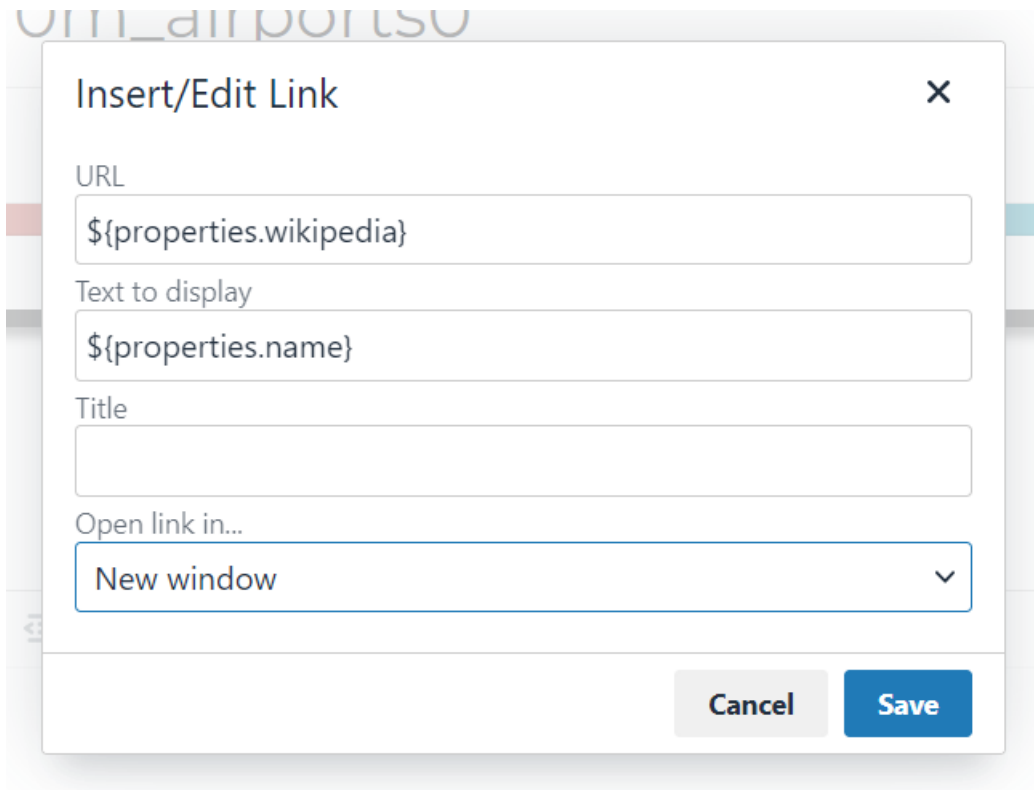 Insert/Edit Link
URL
${properties.wikipedia}
Text to display
${properties.name}
Title
Open link in...
New window
Cancel
Save